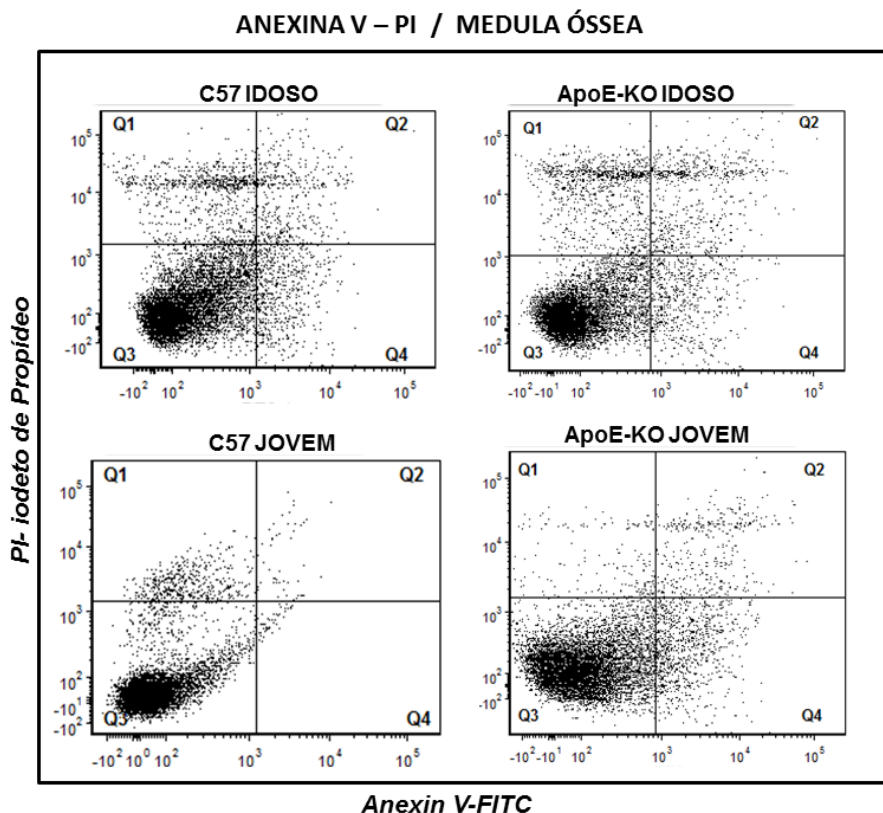 ANEXINA V – PI / MEDULA ÓSSEA
PI- iodeto de Propídeo
C57 IDOSO
Q1 Q2
10⁵
10⁴
10³
10²
-10²
Q3 Q4
-10² 10² 10³ 10⁴ 10⁵
ApoE-KO IDOSO
Q1 Q2
10⁵
10⁴
10³
10²
-10²
Q3 Q4
-10² -10¹ 10² 10³ 10⁴ 10⁵
C57 JOVEM
Q1 Q2
10⁵
10⁴
10³
10²
-10¹
-10²
Q3 Q4
-10² 10⁰ 10² 10³ 10⁴ 10⁵
ApoE-KO JOVEM
Q1 Q2
10⁵
10⁴
10³
10²
-10²
Q3 Q4
-10² -10¹ 10² 10³ 10⁴ 10⁵
Anexin V-FITC